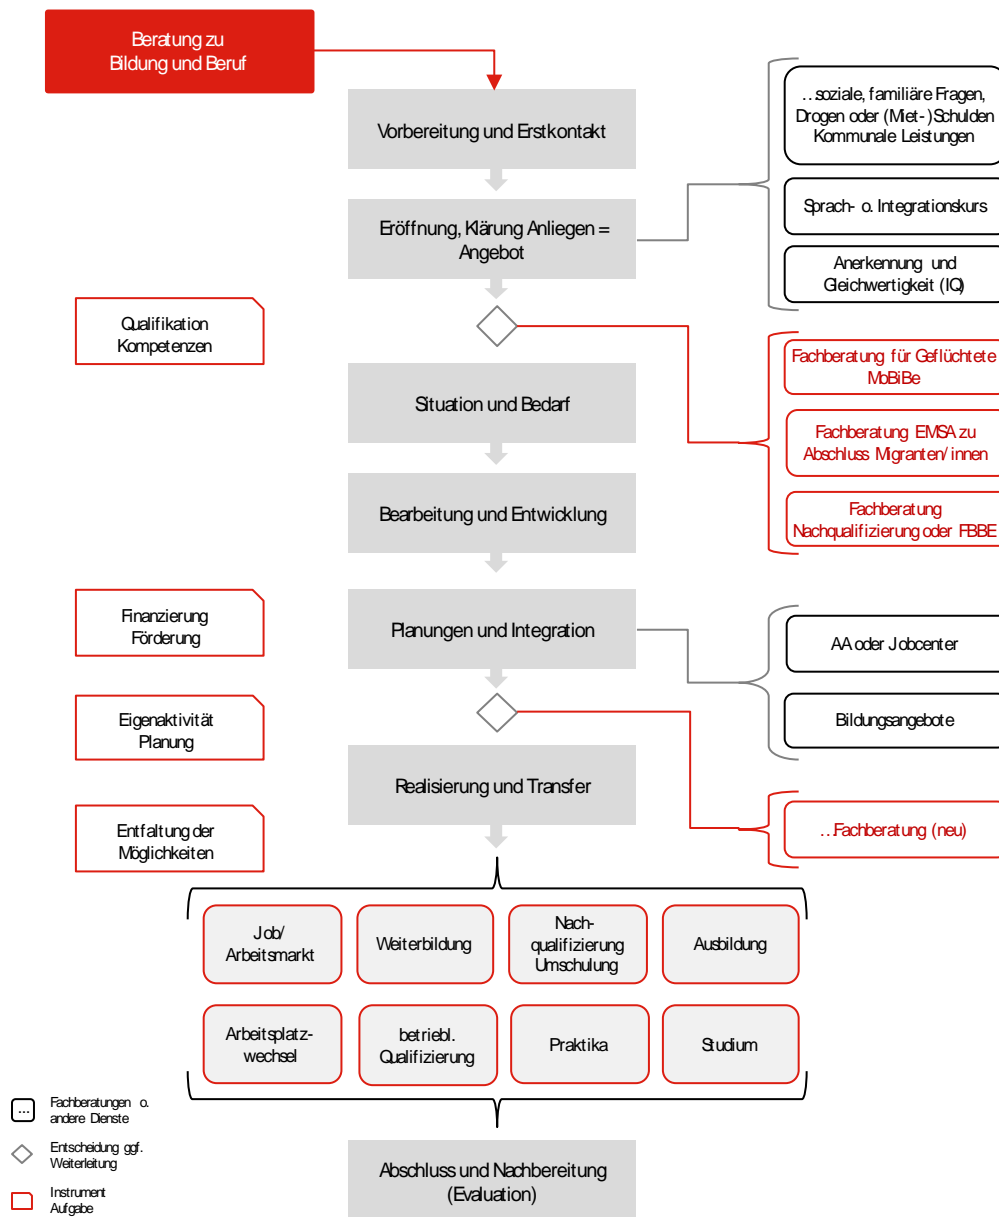 Beratung zu
Bildung und Beruf
Vorbereitung und Erstkontakt
...soziale, familiäre Fragen,
Drogen oder (Miet-)Schulden
Kommunale Leistungen
Eröffnung, Klärung Anliegen =
Angebot
Sprach- o. Integrationskurs
Anerkennung und
Gleichwertigkeit (IQ)
Qualifikation
Kompetenzen
Fachberatung für Geflüchtete
MoBiBe
Situation und Bedarf
Fachberatung EMSA zu
Abschluss Migranten/innen
Bearbeitung und Entwicklung
Fachberatung
Nachqualifizierung oder FBBE
Finanzierung
Förderung
Planungen und Integration
AA oder Jobcenter
Eigenaktivität
Planung
Bildungsangebote
Realisierung und Transfer
Entfaltung der
Möglichkeiten
...Fachberatung (neu)
Job/
Arbeitsmarkt
Weiterbildung
Nach-
qualifizierung
Umschulung
Ausbildung
Arbeitsplatz-
wechsel
betriebl.
Qualifizierung
Praktika
Studium
...
Fachberatungen o.
andere Dienste
Entscheidung ggf.
Weiterleitung
Instrument
Aufgabe
Abschluss und Nachbereitung
(Evaluation)